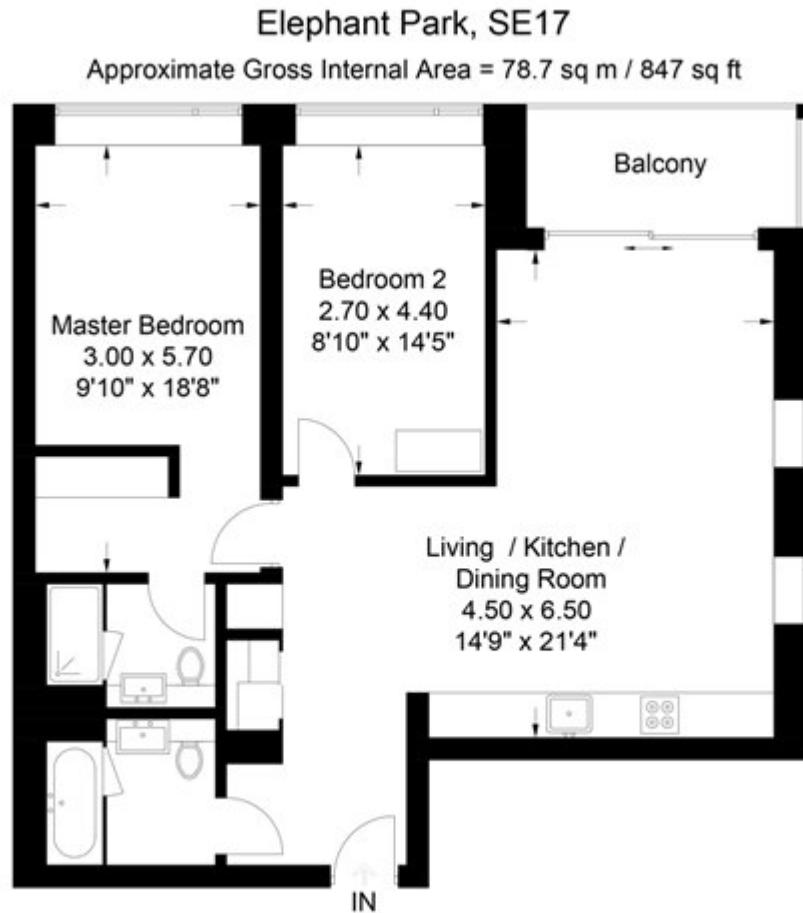 Elephant Park, SE17
Approximate Gross Internal Area = 78.7 sq m / 847 sq ft
Balcony
Bedroom 2
2.70 x 4.40
8'10" x 14'5"
Master Bedroom
3.00 x 5.70
9'10" x 18'8"
Living / Kitchen /
Dining Room
4.50 x 6.50
14'9" x 21'4"
IN